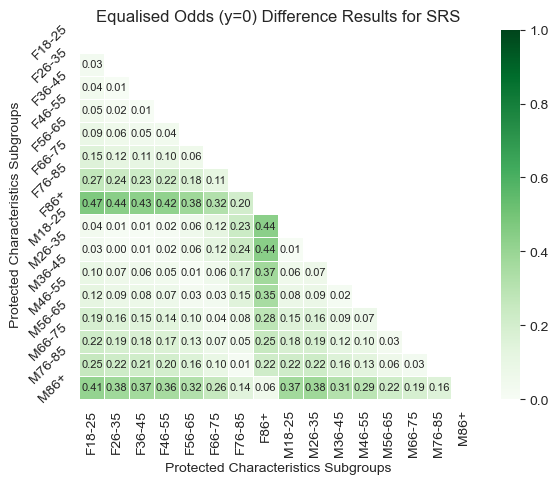 Equalised Odds (y=0) Difference Results for SRS
Protected Characteristics Subgroups
F18-25
F26-35 0.03
F36-45 0.04 0.01
F46-55 0.05 0.02 0.01
F56-65 0.09 0.06 0.05 0.04
F66-75 0.15 0.12 0.11 0.10 0.06
F76-85 0.27 0.24 0.23 0.22 0.18 0.11
F86+ 0.47 0.44 0.43 0.42 0.38 0.32 0.20
M18-25 0.04 0.01 0.01 0.02 0.06 0.12 0.23 0.44
M26-35 0.03 0.00 0.01 0.02 0.06 0.12 0.24 0.44 0.01
M36-45 0.10 0.07 0.06 0.05 0.01 0.06 0.17 0.37 0.06 0.07
M46-55 0.12 0.09 0.08 0.07 0.03 0.03 0.15 0.35 0.08 0.09 0.02
M56-65 0.19 0.16 0.15 0.14 0.10 0.04 0.08 0.28 0.15 0.16 0.09 0.07
M66-75 0.22 0.19 0.18 0.17 0.13 0.07 0.05 0.25 0.18 0.19 0.12 0.10 0.03
M76-85 0.25 0.22 0.21 0.20 0.16 0.10 0.01 0.22 0.22 0.22 0.16 0.13 0.06 0.03
M86+ 0.41 0.38 0.37 0.36 0.32 0.26 0.14 0.06 0.37 0.38 0.31 0.29 0.22 0.19 0.16
F18-25 F26-35 F36-45 F46-55 F56-65 F66-75 F76-85 F86+ M18-25 M26-35 M36-45 M46-55 M56-65 M66-75 M76-85 M86+
Protected Characteristics Subgroups
1.0
0.8
0.6
0.4
0.2
0.0